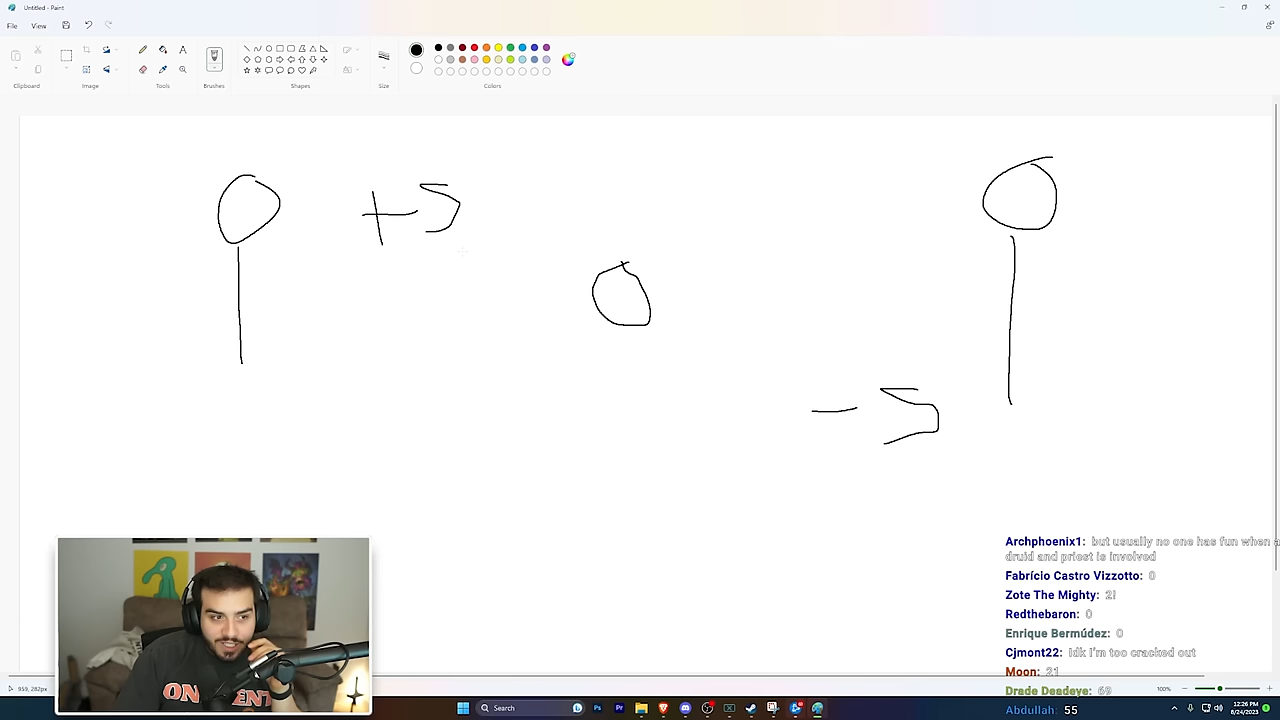 Untitled - Paint
File View
Clipboard
Image
Tools
Brushes
Shapes
Size
Colors
+5
- 5
Archphoenix1: but usually no one has fun when a
druid and priest is involved
Fabrício Castro Vizzotto: 0
Zote The Mighty: 2!
Redthebaron: 0
Enrique Bermúdez: 0
Cjmont22: Idk I'm too cracked out
Moon: 21
Drade Deadeye: 69
Abdullah: 55
959, 282px
100%
Search
12:26 PM
8/24/2023